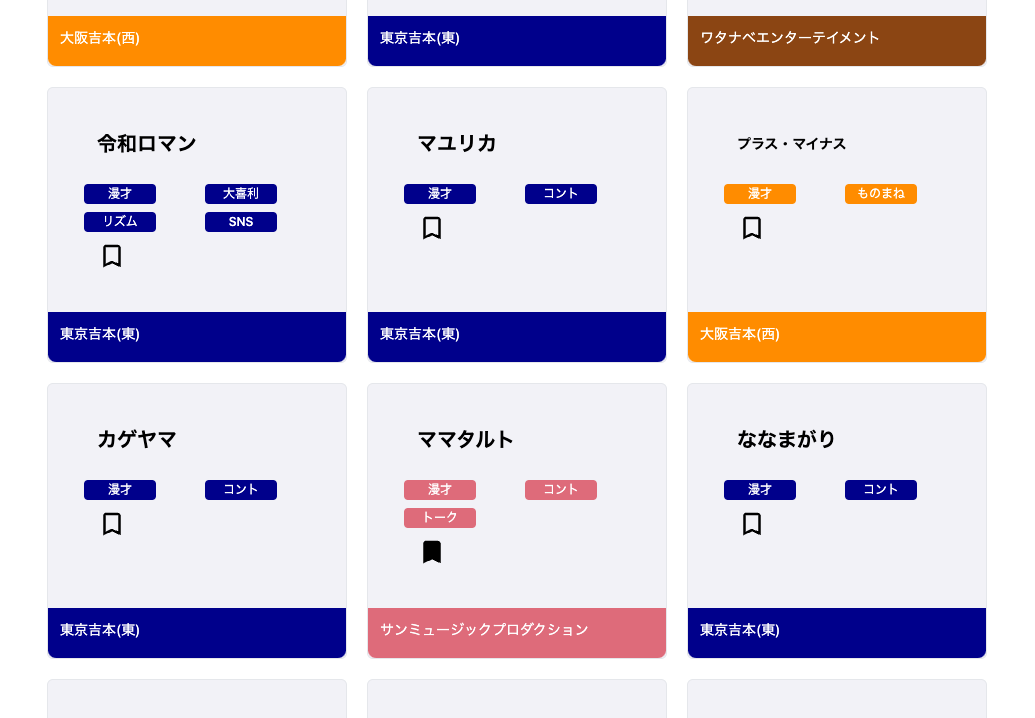 大阪吉本(西)
東京吉本(東)
ワタナベエンターテイメント
令和ロマン
漫才
大喜利
リズム
SNS
東京吉本(東)
マユリカ
漫才
コント
東京吉本(東)
プラス・マイナス
漫才
ものまね
大阪吉本(西)
カゲヤマ
漫才
コント
東京吉本(東)
ママタルト
漫才
コント
トーク
サンミュージックプロダクション
ななまがり
漫才
コント
東京吉本(東)